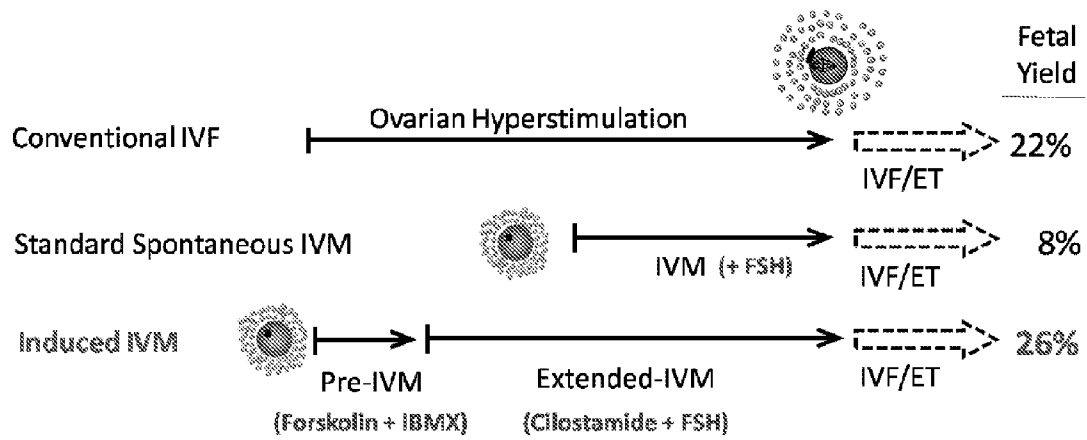 Fetal
Yield
Ovarian Hyperstimulation
Conventional IVF
22%
IVF/ET
Standard Spontaneous IVM
8%
IVM (+ FSH)
IVF/ET
Induced IVM
26%
Pre-IVM
Extended-IVM
IVF/ET
(Forskolin + IBMX)
(Cilostamide + FSH)